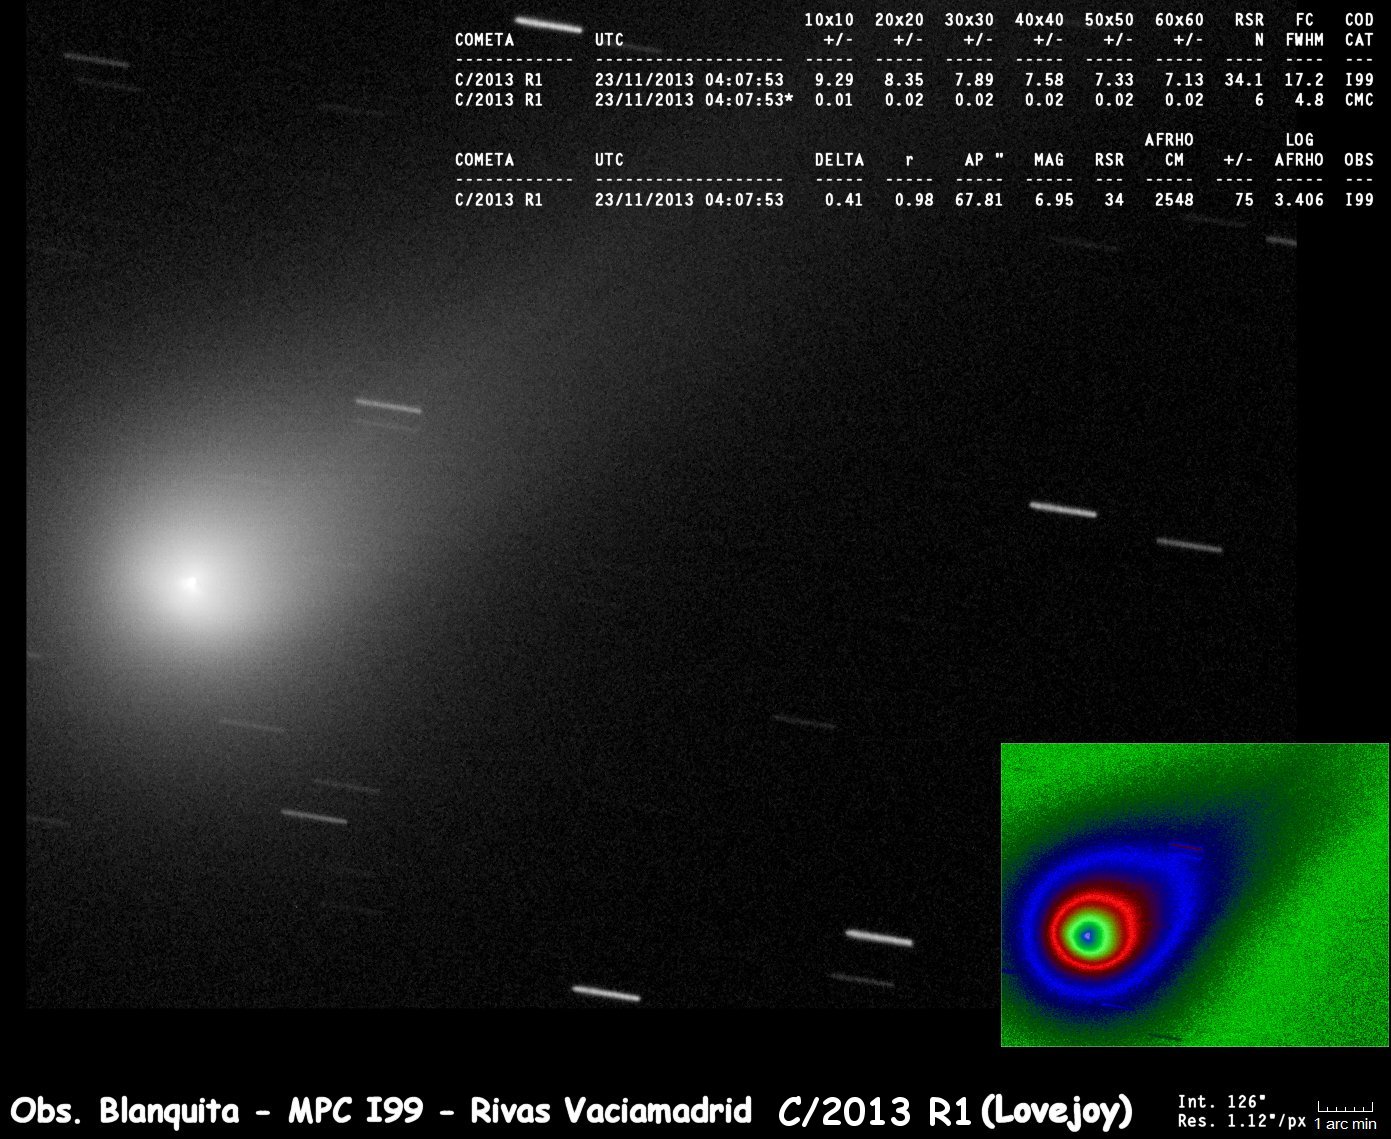 10x10 20x20 30x30 40x40 50x50 60x60 RSR FC COD
COMETA UTC +/- +/- +/- +/- +/- +/- N FWHM CAT
------------ ------------------- ----- ----- ----- ----- ----- ----- ---- ---- ---
C/2013 R1 23/11/2013 04:07:53 9.29 8.35 7.89 7.58 7.33 7.13 34.1 17.2 I99
C/2013 R1 23/11/2013 04:07:53* 0.01 0.02 0.02 0.02 0.02 0.02 6 4.8 CMC
AFRHO LOG
COMETA UTC DELTA r AP " MAG RSR CM +/- AFRHO OBS
------------ ------------------- ----- ----- ----- ----- --- ----- ---- ----- ---
C/2013 R1 23/11/2013 04:07:53 0.41 0.98 67.81 6.95 34 2548 75 3.406 I99
Obs. Blanquita - MPC I99 - Rivas Vaciamadrid C/2013 R1 (Lovejoy)
Int. 126"
Res. 1.12"/px
1 arc min